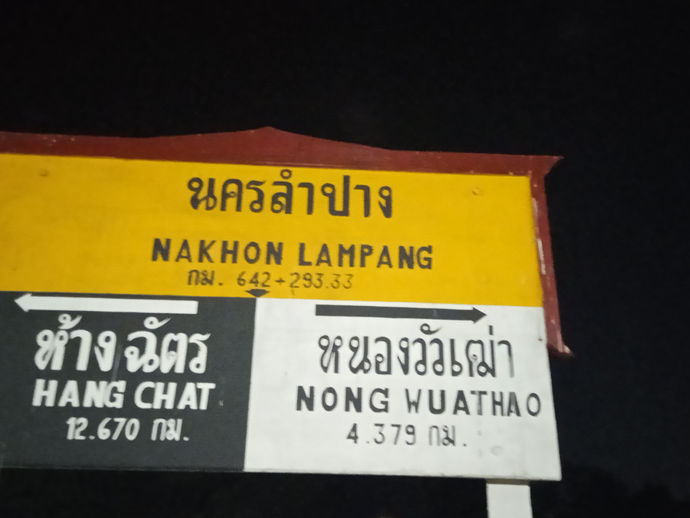 นครลำปาง
NAKHON LAMPANG
กม. 642+293.33
ห้างฉัตร
HANG CHAT
12.670 กม.
หนองวัวเฒ่า
NONG WUATHAO
4.379 กม.